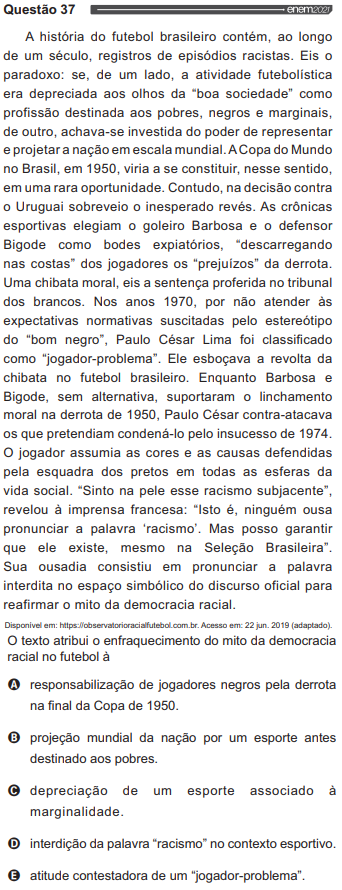 Questão 37 enem2021
A história do futebol brasileiro contém, ao longo
de um século, registros de episódios racistas. Eis o
paradoxo: se, de um lado, a atividade futebolística
era depreciada aos olhos da “boa sociedade” como
profissão destinada aos pobres, negros e marginais,
de outro, achava-se investida do poder de representar
e projetar a nação em escala mundial. A Copa do Mundo
no Brasil, em 1950, viria a se constituir, nesse sentido,
em uma rara oportunidade. Contudo, na decisão contra
o Uruguai sobreveio o inesperado revés. As crônicas
esportivas elegiam o goleiro Barbosa e o defensor
Bigode como bodes expiatórios, “descarregando
nas costas” dos jogadores os “prejuízos” da derrota.
Uma chibata moral, eis a sentença proferida no tribunal
dos brancos. Nos anos 1970, por não atender às
expectativas normativas suscitadas pelo estereótipo
do “bom negro”, Paulo César Lima foi classificado
como “jogador-problema”. Ele esboçava a revolta da
chibata no futebol brasileiro. Enquanto Barbosa e
Bigode, sem alternativa, suportaram o linchamento
moral na derrota de 1950, Paulo César contra-atacava
os que pretendiam condená-lo pelo insucesso de 1974.
O jogador assumia as cores e as causas defendidas
pela esquadra dos pretos em todas as esferas da
vida social. “Sinto na pele esse racismo subjacente”,
revelou à imprensa francesa: “Isto é, ninguém ousa
pronunciar a palavra ‘racismo’. Mas posso garantir
que ele existe, mesmo na Seleção Brasileira”.
Sua ousadia consistiu em pronunciar a palavra
interdita no espaço simbólico do discurso oficial para
reafirmar o mito da democracia racial.
Disponível em: https://observatorioracialfutebol.com.br. Acesso em: 22 jun. 2019 (adaptado).
O texto atribui o enfraquecimento do mito da democracia
racial no futebol à
A responsabilização de jogadores negros pela derrota
na final da Copa de 1950.
B projeção mundial da nação por um esporte antes
destinado aos pobres.
C depreciação de um esporte associado à
marginalidade.
D interdição da palavra “racismo” no contexto esportivo.
E atitude contestadora de um “jogador-problema”.